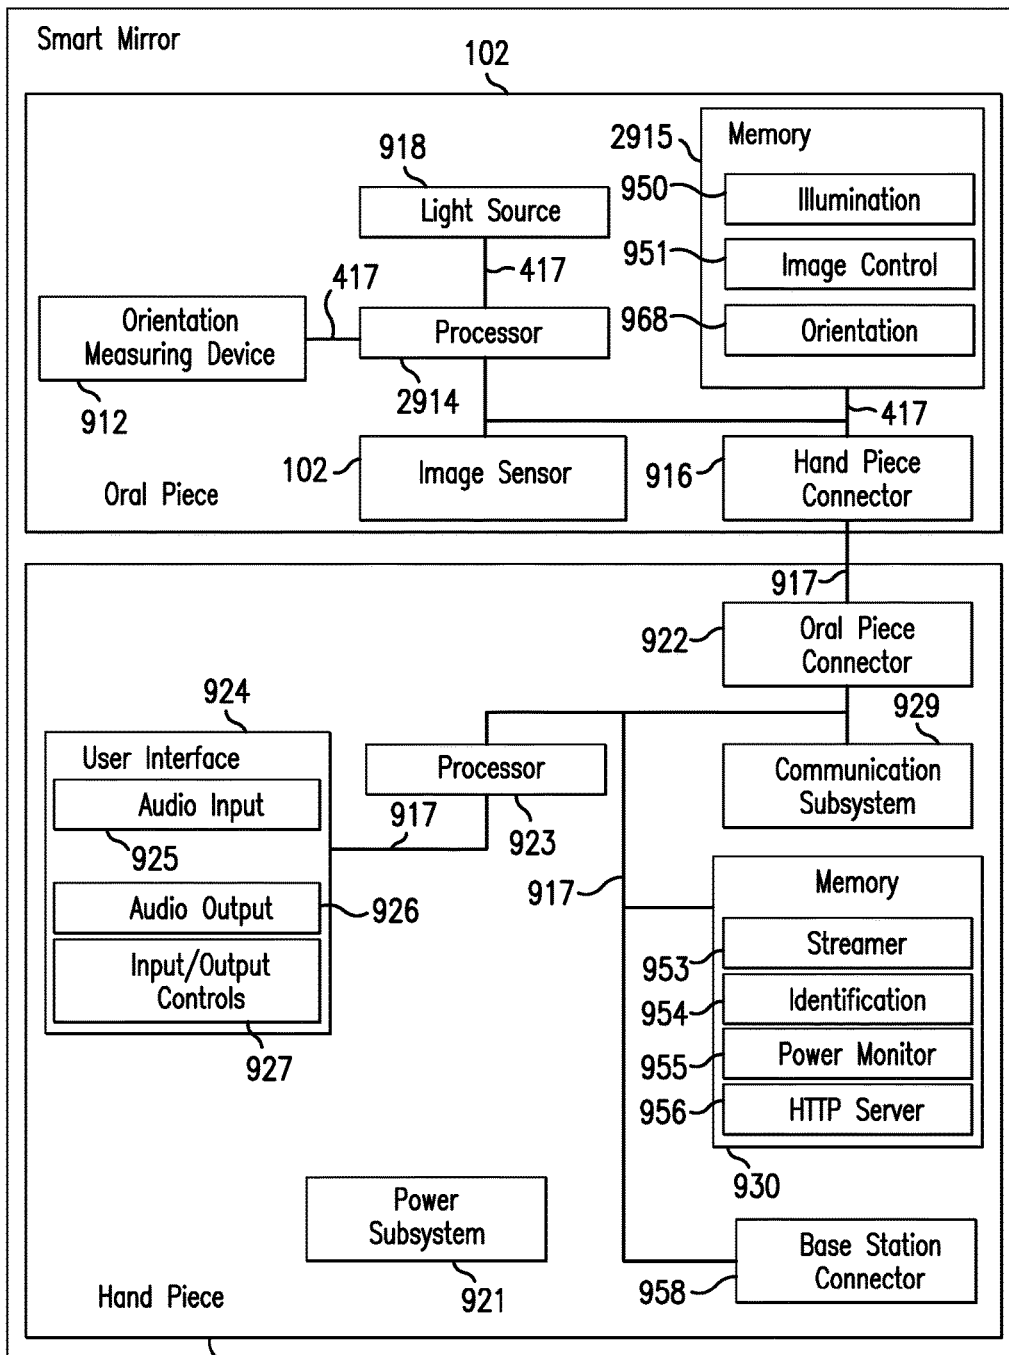 Smart Mirror
102
918
Light Source
417
2915
Memory
950
Illumination
951
Image Control
968
Orientation
417
Orientation
Measuring Device
912
Processor
2914
417
102
Image Sensor
916
Hand Piece
Connector
Oral Piece
917
922
Oral Piece
Connector
924
User Interface
Audio Input
925
Audio Output
926
Input/Output
Controls
927
917
Processor
923
929
Communication
Subsystem
917
Memory
953
Streamer
954
Identification
955
Power Monitor
956
HTTP Server
930
Power
Subsystem
921
958
Base Station
Connector
Hand Piece